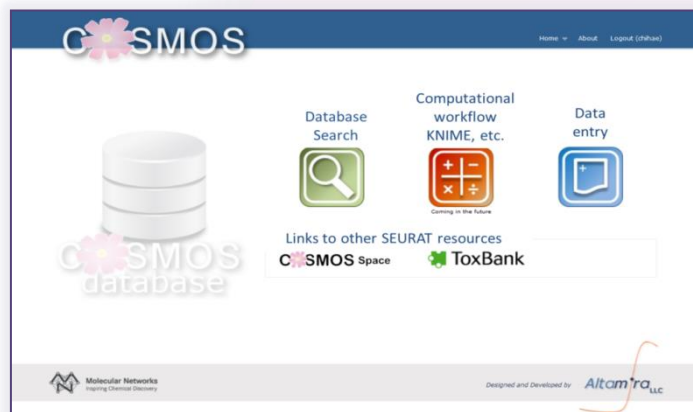 COSMOS
Home About Logout (chihae)
Database
Search
Computational
workflow
KNIME, etc.
Data
entry
Coming in the future
COSMOS
database
Links to other SEURAT resources
COSMOS Space
ToxBank
Molecular Networks
Inspiring Chemical Discovery
Designed and Developed by
Altamira LLC